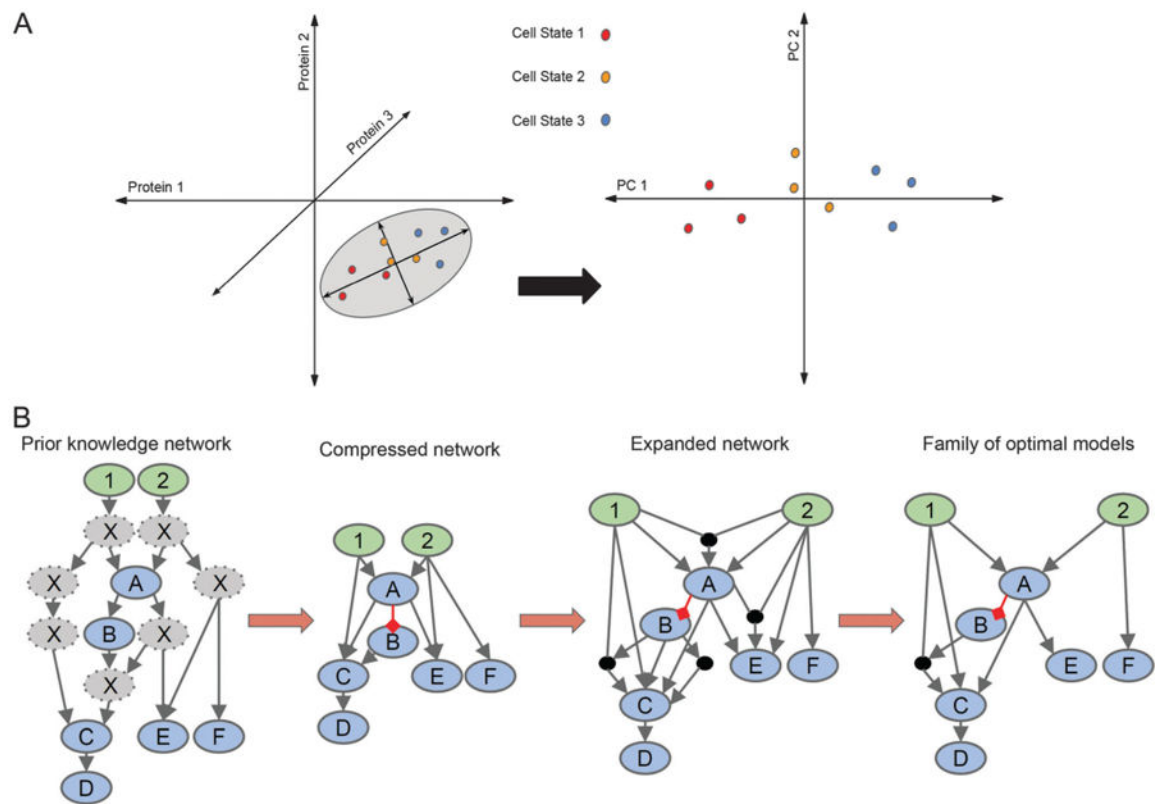 A
Protein 2
Protein 3
Protein 1
Cell State 1
Cell State 2
Cell State 3
PC 2
PC 1
B
Prior knowledge network
1 2
X X
X A X
X B X
X
C E F
D
Compressed network
1 2
A
B
C E F
D
Expanded network
1 2
A
B
E F
C
D
Family of optimal models
1 2
A
B
E F
C
D